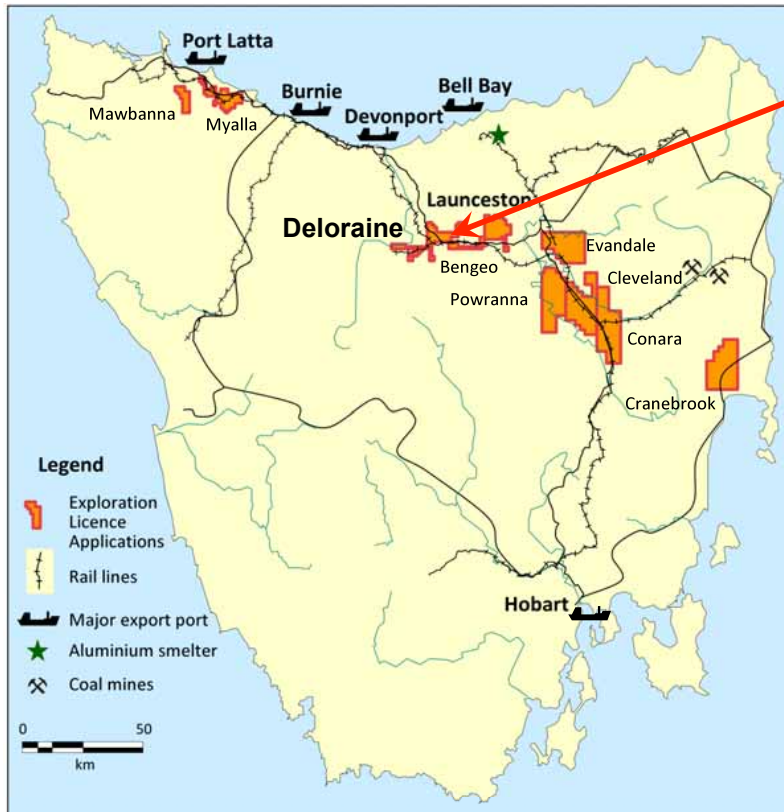 Port Latta
Burnie
Bell Bay
Devonport
Mawbanna
Myalla
Launceston
Deloraine
Bengeo
Evandale
Cleveland
Powranna
Conara
Cranebrook
Legend
Exploration
Licence
Applications
Rail lines
Major export port
Aluminium smelter
Coal mines
Hobart
0 50
km